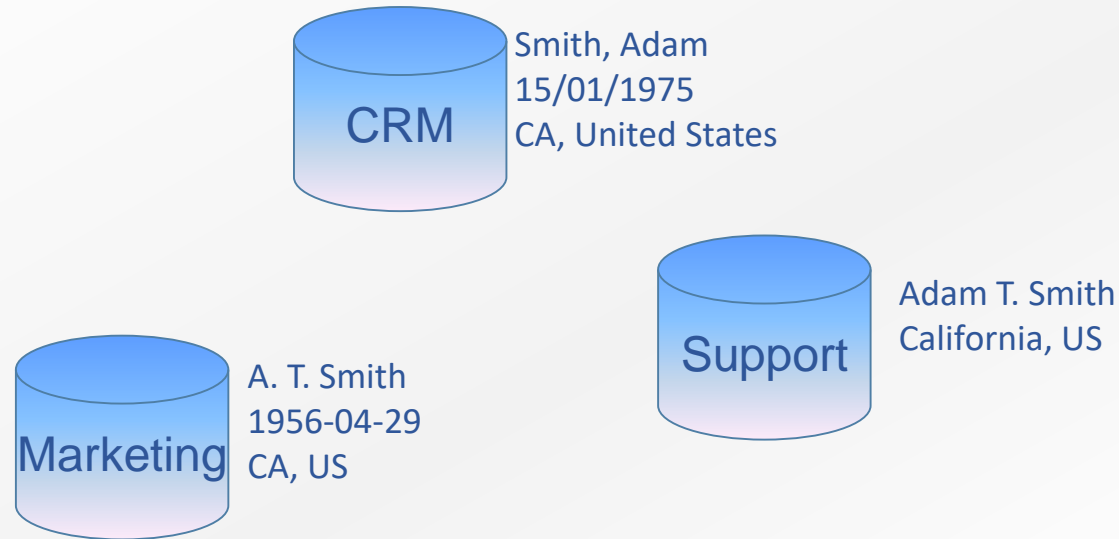 CRM
Smith, Adam
15/01/1975
CA, United States
Support
Adam T. Smith
California, US
Marketing
A. T. Smith
1956-04-29
CA, US